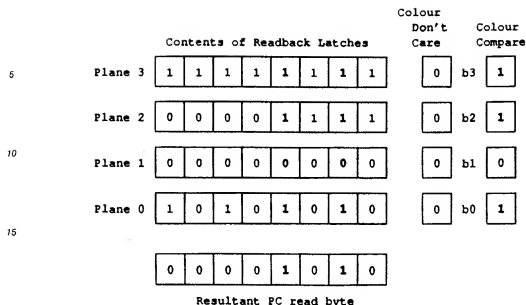 Colour
Don't Colour
Contents of Readback Latches Care Compare
5 Plane 3 1 1 1 1 1 1 1 1 0 b3 1
Plane 2 0 0 0 0 1 1 1 1 0 b2 1
10 Plane 1 0 0 0 0 0 0 0 0 0 b1 0
Plane 0 1 0 1 0 1 0 1 0 0 b0 1
15
0 0 0 0 1 0 1 0
Resultant PC read byte